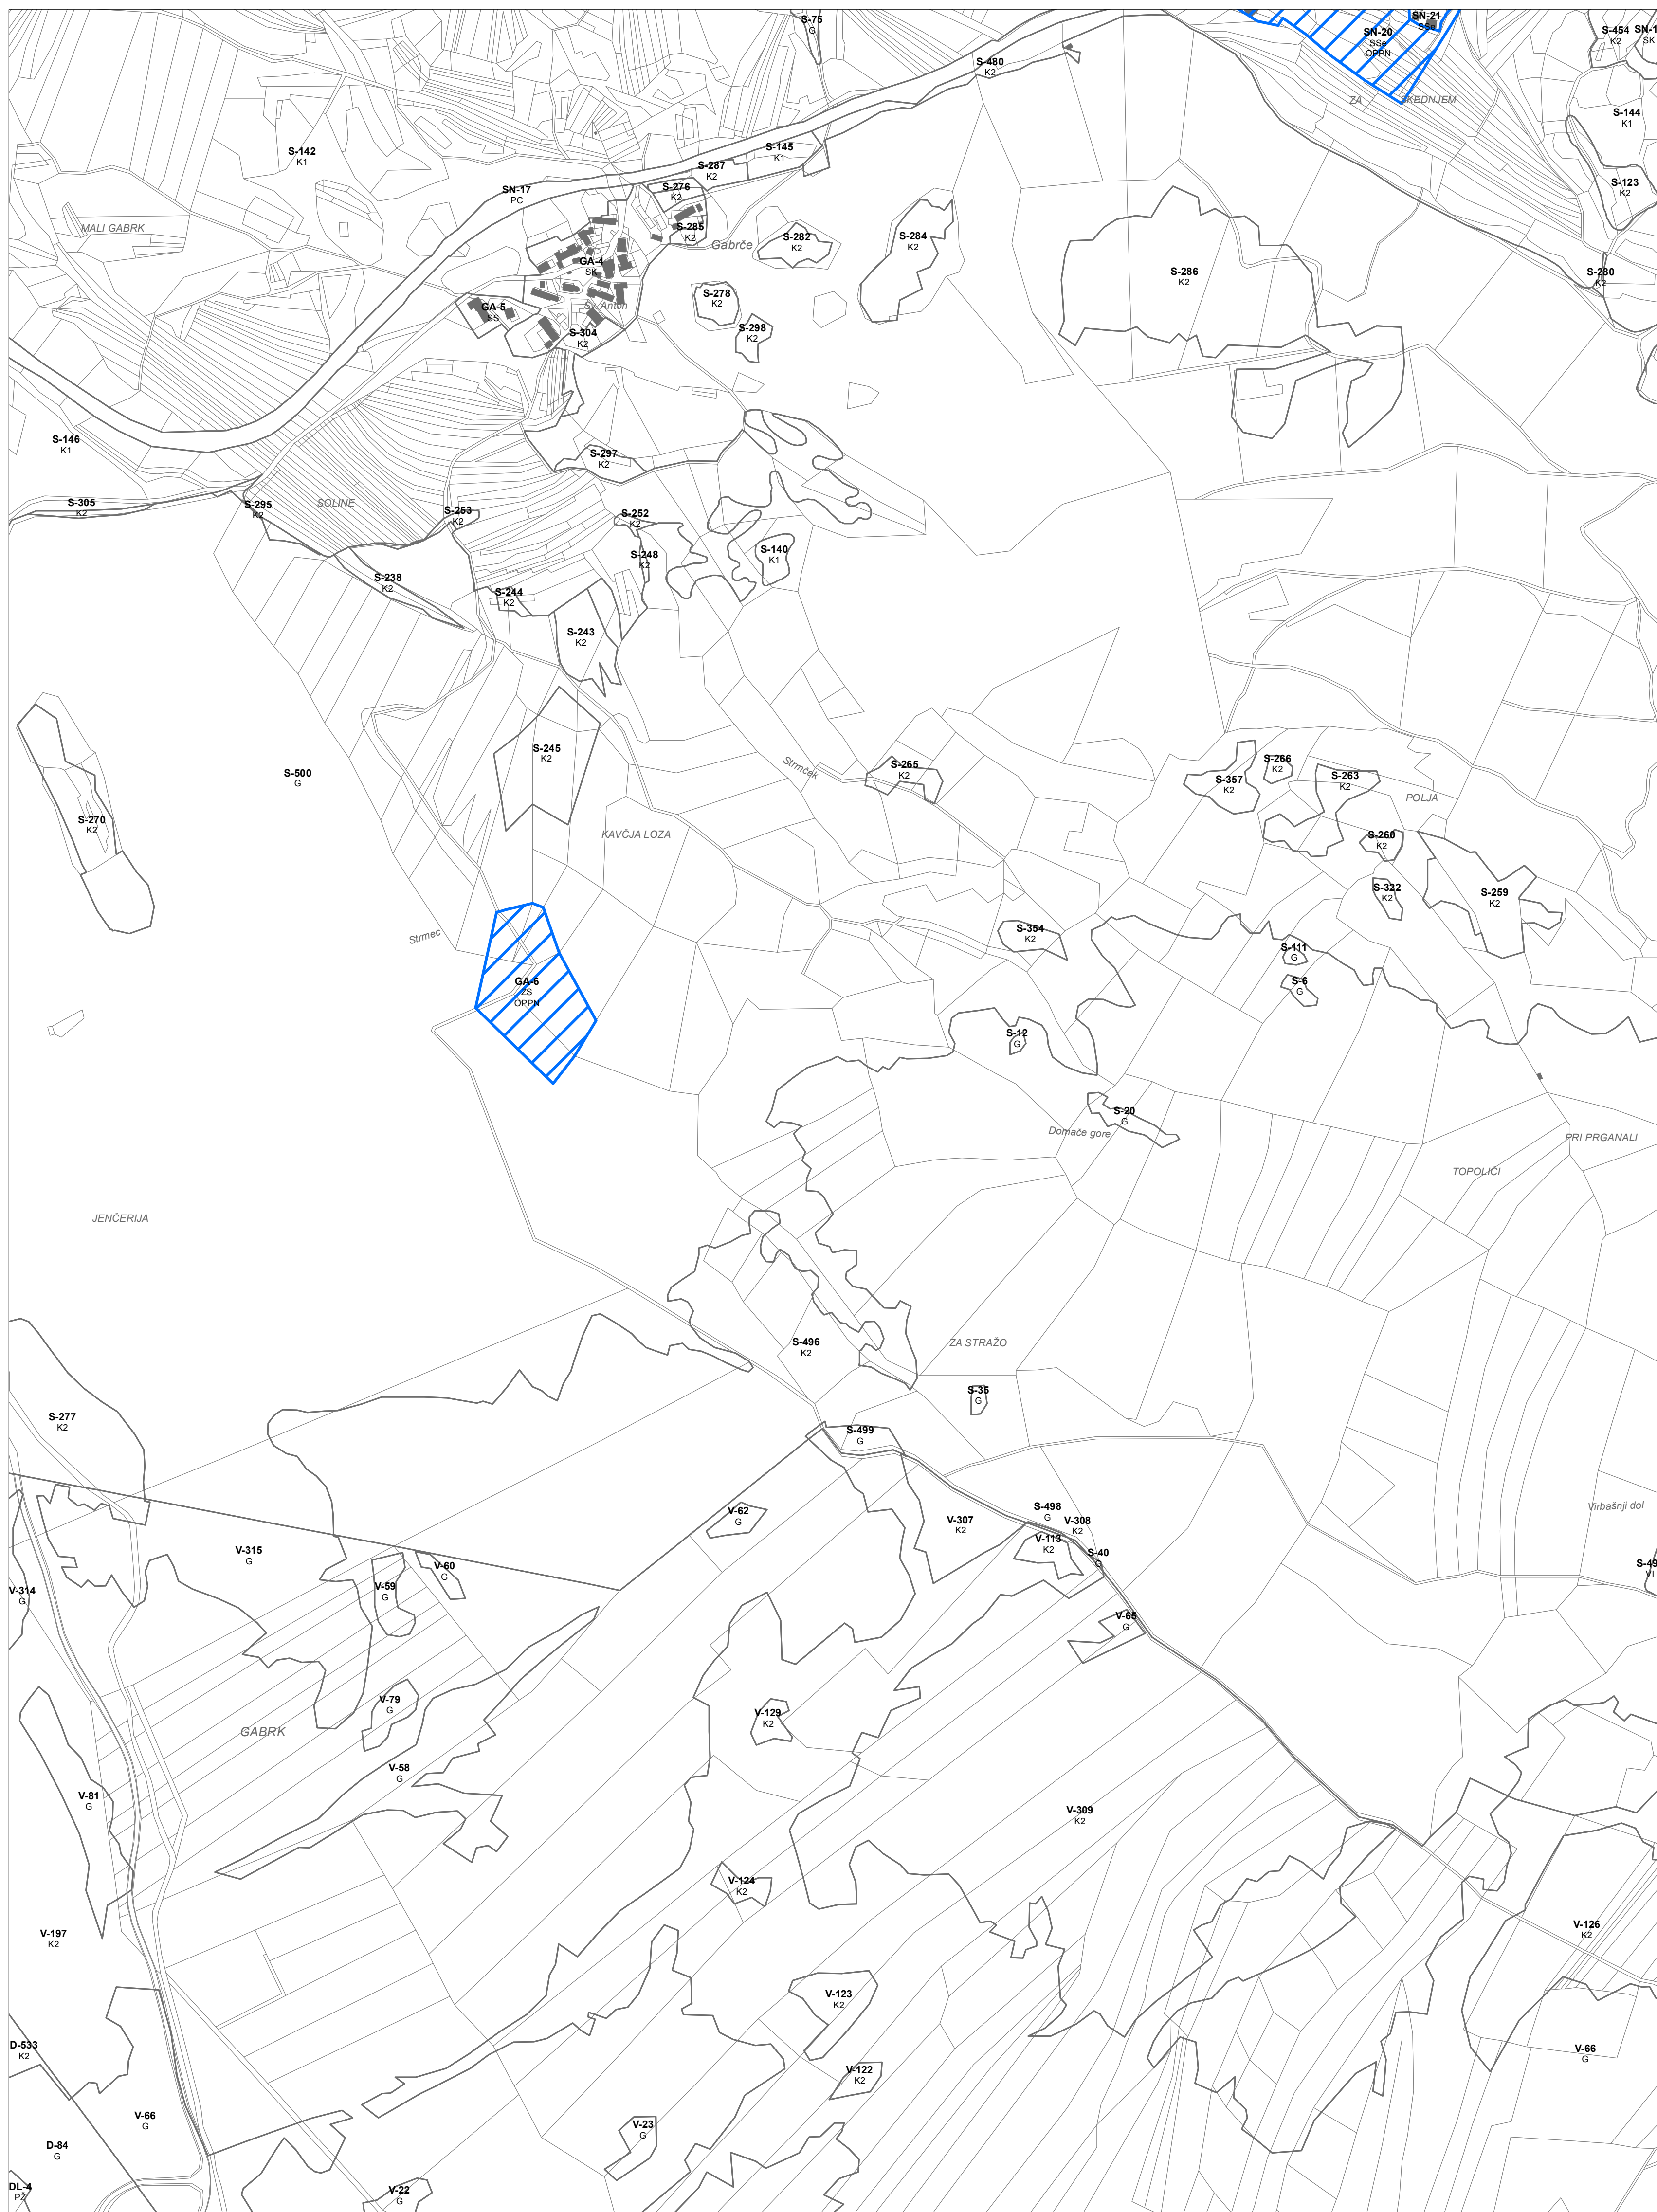 S-75
G
SN-21
SSe
SN-20
SSe
OPPN
S-454
K2
SN-1
SK
S-480
K2
ZA
SKEDNJEM
S-144
K1
S-142
K1
S-145
K1
S-287
K2
S-276
K2
SN-17
PC
S-123
K2
MALI GABRK
S-285
K2
Gabrče
S-282
K2
S-284
K2
GA-4
SK
S-286
K2
S-280
K2
S-278
K2
GA-5
SS
Sv. Anton
S-304
K2
S-298
K2
S-146
K1
S-297
K2
S-305
K2
S-295
K2
SOLINE
S-253
K2
S-252
K2
S-248
K2
S-140
K1
S-238
K2
S-244
K2
S-243
K2
S-245
K2
S-500
G
Strmček
S-265
K2
S-357
K2
S-266
K2
S-263
K2
POLJA
S-270
K2
KAVČJA LOZA
S-260
K2
S-322
K2
S-259
K2
Strmec
S-354
K2
S-111
G
GA-6
ZS
OPPN
S-6
G
S-12
G
S-20
G
Domače gore
PRI PRGANALI
TOPOLIČI
JENČERIJA
S-496
K2
ZA STRAŽO
S-35
G
S-277
K2
S-499
G
V-62
G
S-498
G
V-307
K2
V-308
K2
Virbašnji dol
V-113
K2
S-40
G
V-315
G
V-60
G
V-59
G
S-49
VI
V-314
G
V-65
G
V-79
G
V-129
K2
GABRK
V-58
G
V-81
G
V-309
K2
V-124
K2
V-197
K2
V-126
K2
V-123
K2
D-533
K2
V-66
G
V-122
K2
V-66
G
V-23
G
D-84
G
DL-4
PŽ
V-22
G